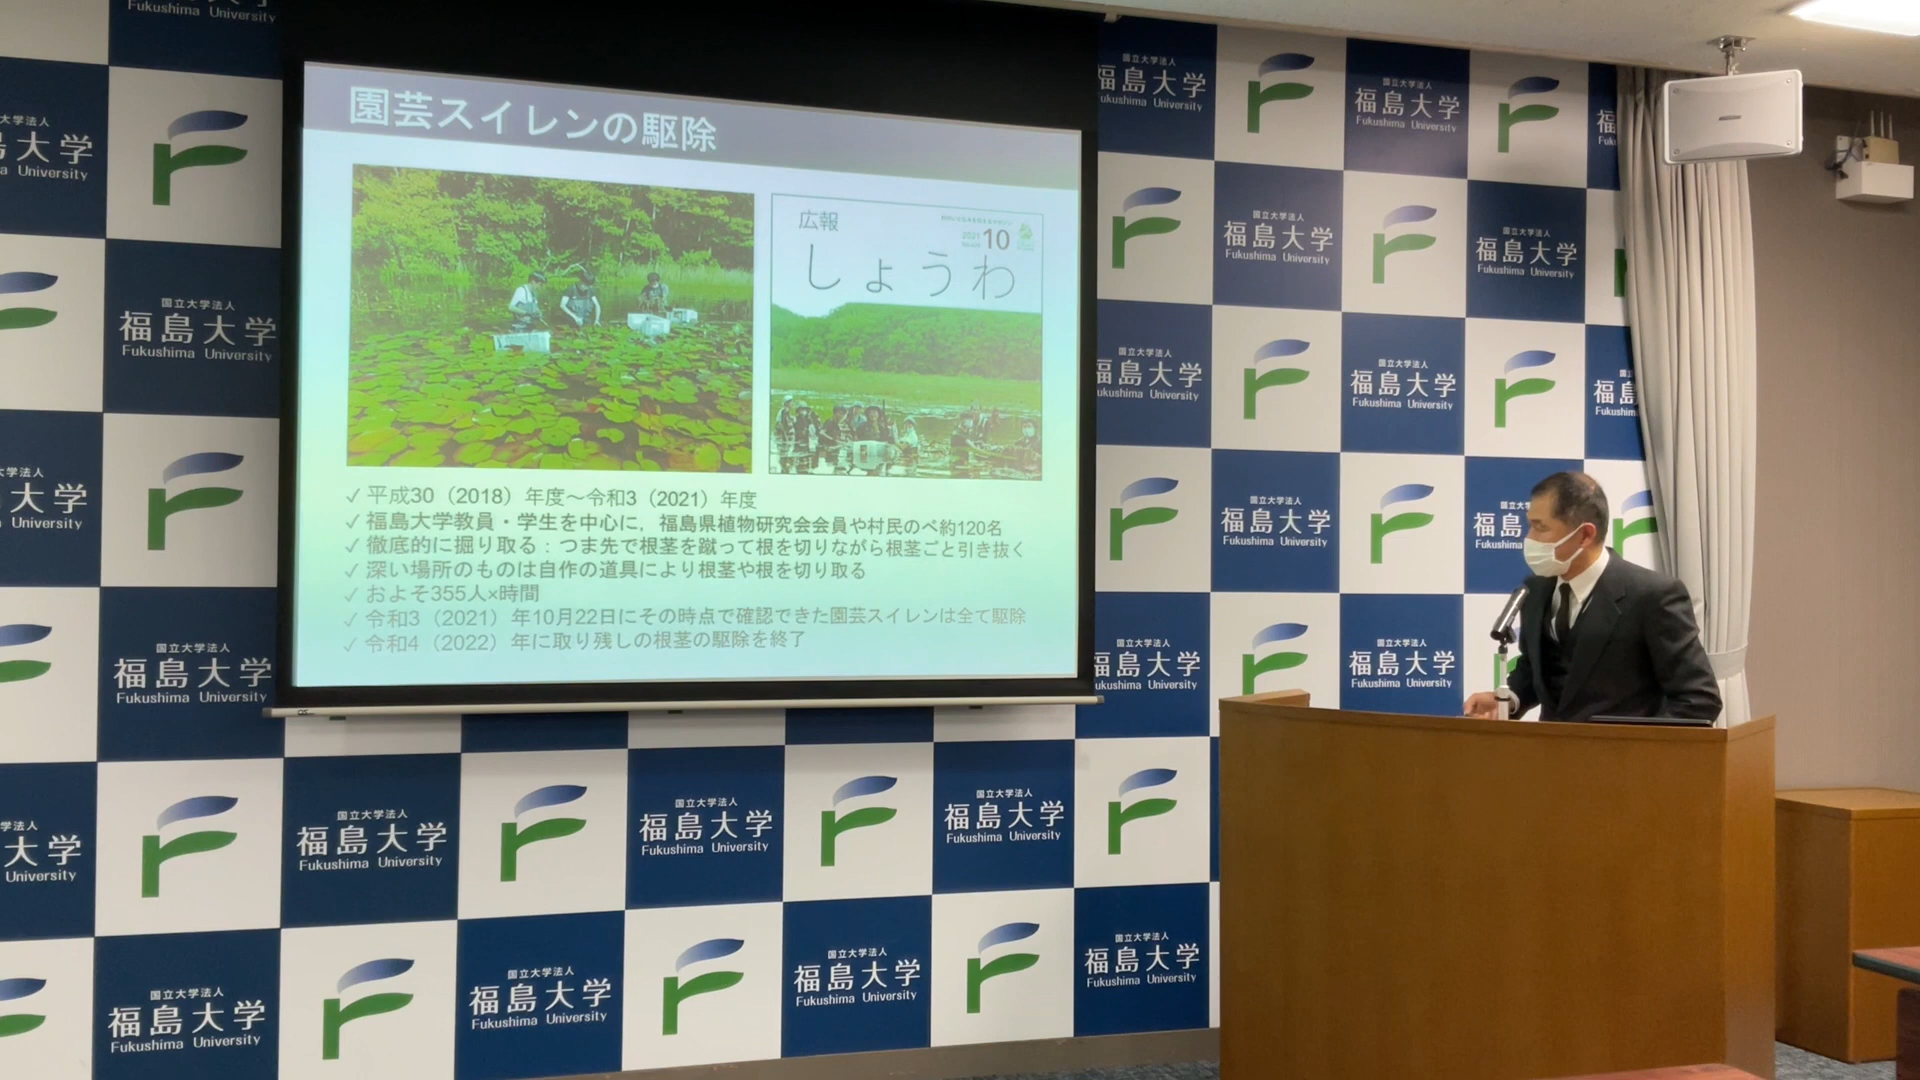 園芸スイレンの駆除
広報
2021
10
しょうわ
✓ 平成30（2018）年度～令和3（2021）年度
✓ 福島大学教員・学生を中心に，福島県植物研究会会員や村民のべ約120名
✓ 徹底的に掘り取る：つま先で根茎を蹴って根を切りながら根茎ごと引き抜く
✓ 深い場所のものは自作の道具により根茎や根を切り取る
✓ およそ355人×時間
✓ 令和3（2021）年10月22日にその時点で確認できた園芸スイレンは全て駆除
✓ 令和4（2022）年に取り残しの根茎の駆除を終了
国立大学法人
福島大学
Fukushima University